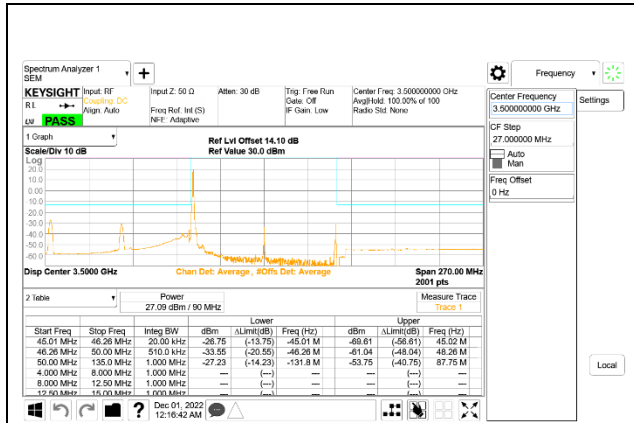 Spectrum Analyzer 1
SEM
Frequency
KEYSIGHT Input: RF Input Z: 50 Ω Atten: 30 dB Trig: Free Run Center Freq: 3.500000000 GHz
RL Coupling: DC Gate: Off Avg|Hold: 100.00% of 100
Align: Auto Freq Ref: Int (S) IF Gain: Low Radio Std: None
PASS NFE: Adaptive
Center Frequency
3.500000000 GHz
Settings
CF Step
27.000000 MHz
Auto
Man
Freq Offset
0 Hz
1 Graph
Ref Lvl Offset 14.10 dB
Scale/Div 10 dB Ref Value 30.0 dBm
Log
20.0
10.0
0.00
-10.0
-20.0
-30.0
-40.0
-50.0
-60.0
Disp Center 3.5000 GHz Chan Det: Average , #Offs Det: Average Span 270.00 MHz
2001 pts
2 Table Power Measure Trace
27.09 dBm / 90 MHz Trace 1
Lower Upper
Start Freq Stop Freq Integ BW dBm ΔLimit(dB) Freq (Hz) dBm ΔLimit(dB) Freq (Hz)
45.01 MHz 46.26 MHz 20.00 kHz -26.75 (-13.75) -45.01 M -69.61 (-56.61) 45.02 M
46.26 MHz 50.00 MHz 510.0 kHz -33.55 (-20.55) -46.26 M -61.04 (-48.04) 48.26 M
50.00 MHz 135.0 MHz 1.000 MHz -27.23 (-14.23) -131.8 M -53.75 (-40.75) 87.75 M
4.000 MHz 8.000 MHz 1.000 MHz --- (---) --- (---)
8.000 MHz 12.50 MHz 1.000 MHz --- (---) --- (---)
12.50 MHz 15.00 MHz 1.000 MHz --- (---) --- (---)
Local
? Dec 01, 2022
12:16:42 AM